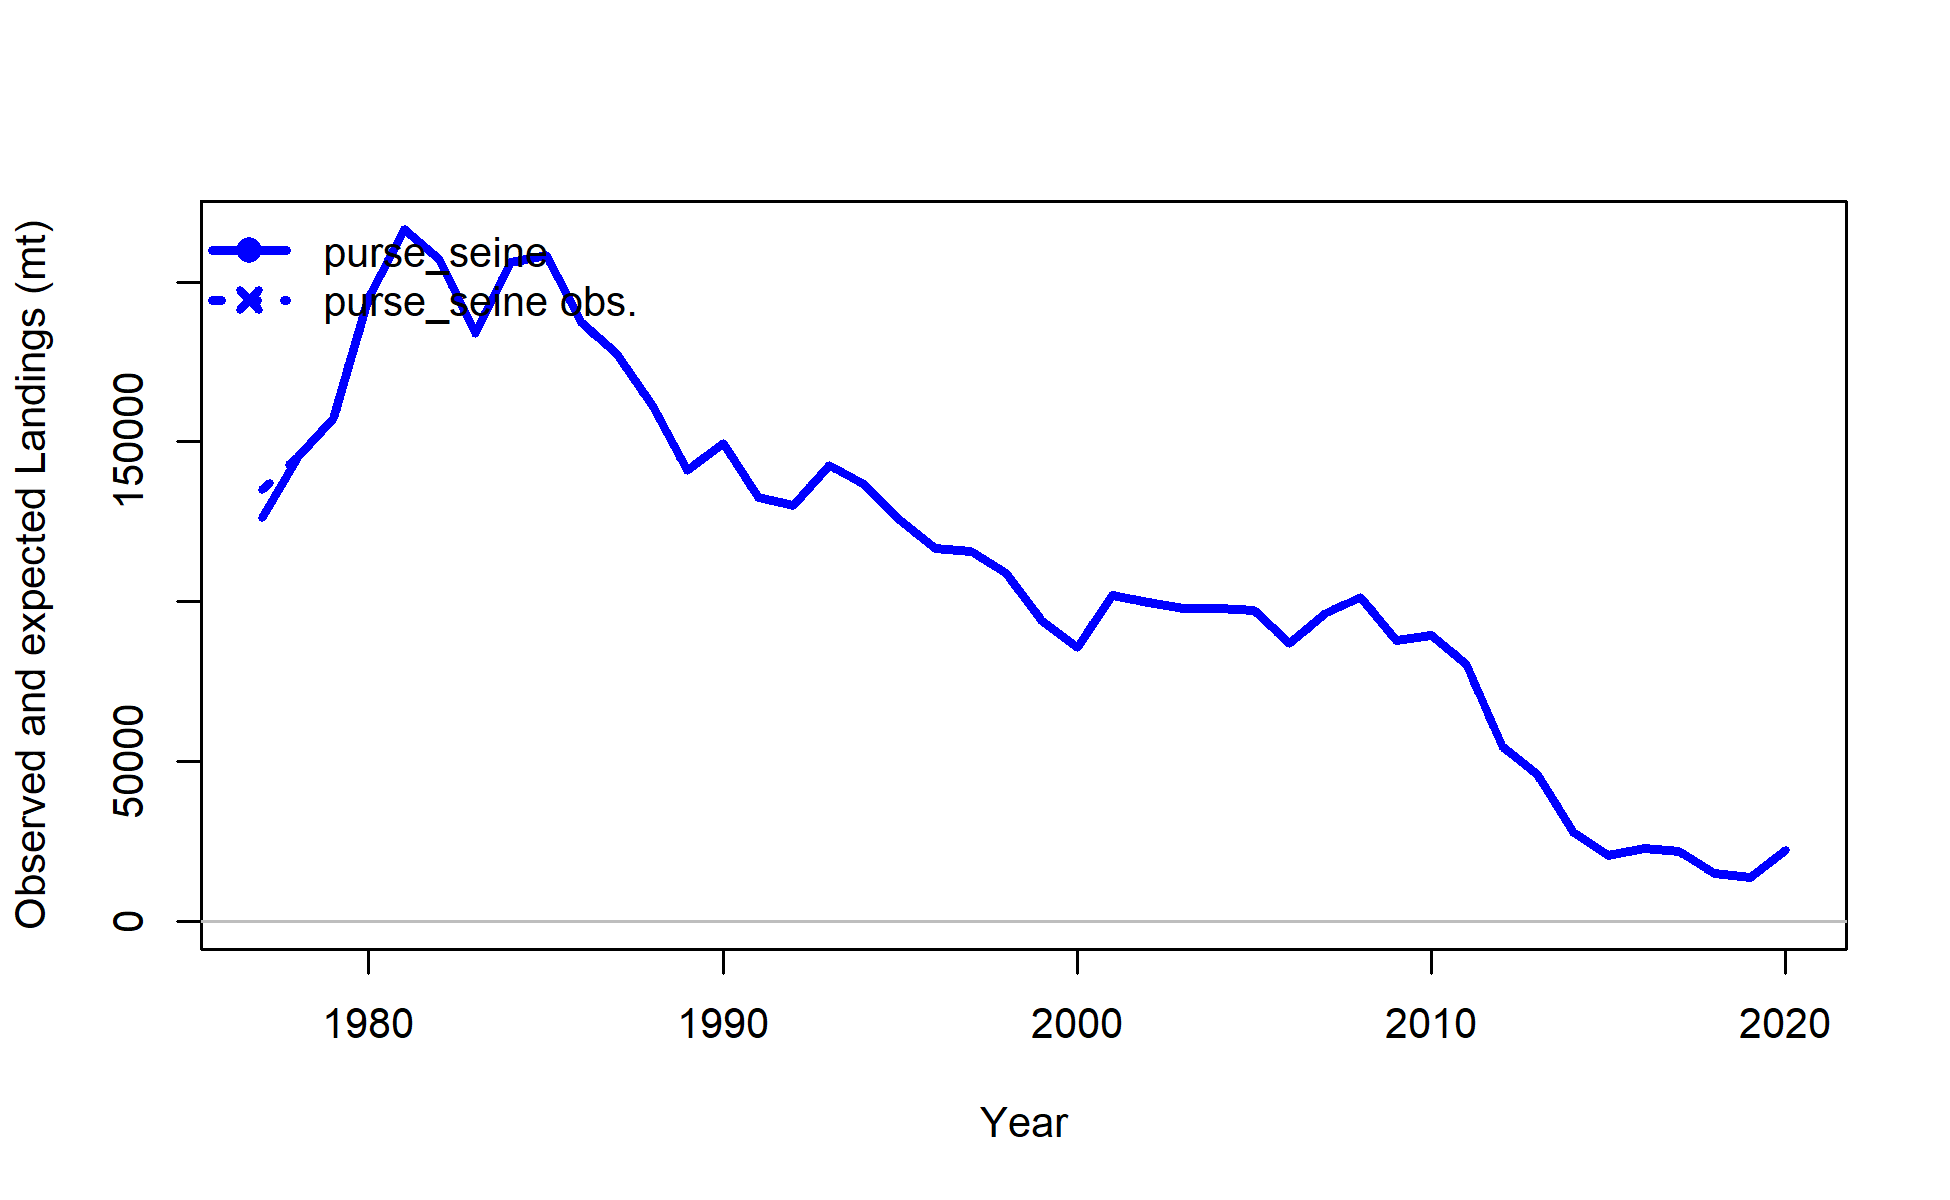 Observed and expected Landings (mt)
purse_seine
purse_seine obs.
150000
50000
0
1980 1990 2000 2010 2020
Year